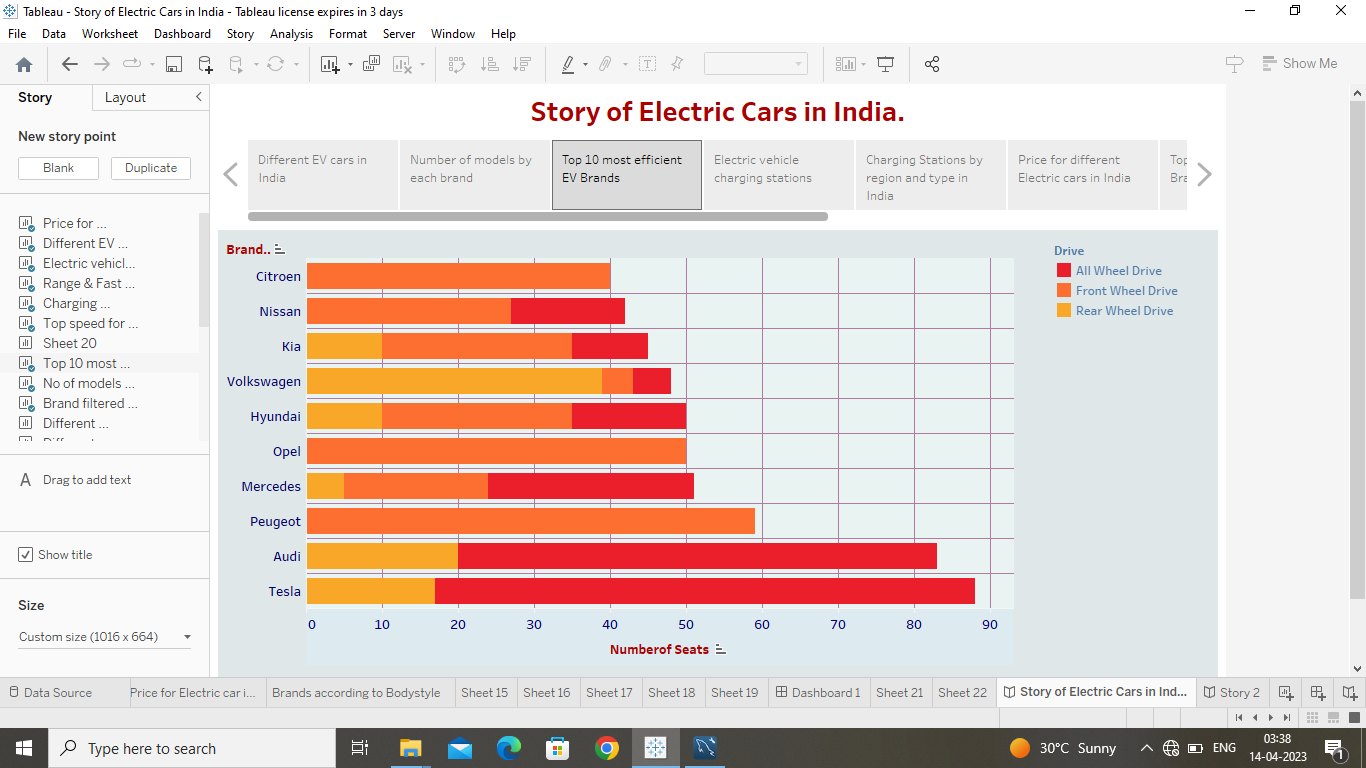 Tableau - Story of Electric Cars in India - Tableau license expires in 3 days
File Data Worksheet Dashboard Story Analysis Format Server Window Help
Show Me
Story
Layout
New story point
Blank
Duplicate
Price for ...
Different EV ...
Electric vehicl...
Range & Fast ...
Charging ...
Top speed for ...
Sheet 20
Top 10 most ...
No of models ...
Brand filtered ...
Different ...
A Drag to add text
Show title
Size
Custom size (1016 x 664)
Story of Electric Cars in India.
Different EV cars in
India
Number of models by
each brand
Top 10 most efficient
EV Brands
Electric vehicle
charging stations
Charging Stations by
region and type in
India
Price for different
Electric cars in India
Top
Bra
Brand..
Citroen
Nissan
Kia
Volkswagen
Hyundai
Opel
Mercedes
Peugeot
Audi
Tesla
0 10 20 30 40 50 60 70 80 90
Numberof Seats
Drive
All Wheel Drive
Front Wheel Drive
Rear Wheel Drive
Data Source
Price for Electric car i...
Brands according to Bodystyle
Sheet 15
Sheet 16
Sheet 17
Sheet 18
Sheet 19
Dashboard 1
Sheet 21
Sheet 22
Story of Electric Cars in Ind...
Story 2
Type here to search
30°C Sunny
ENG
03:38
14-04-2023
1